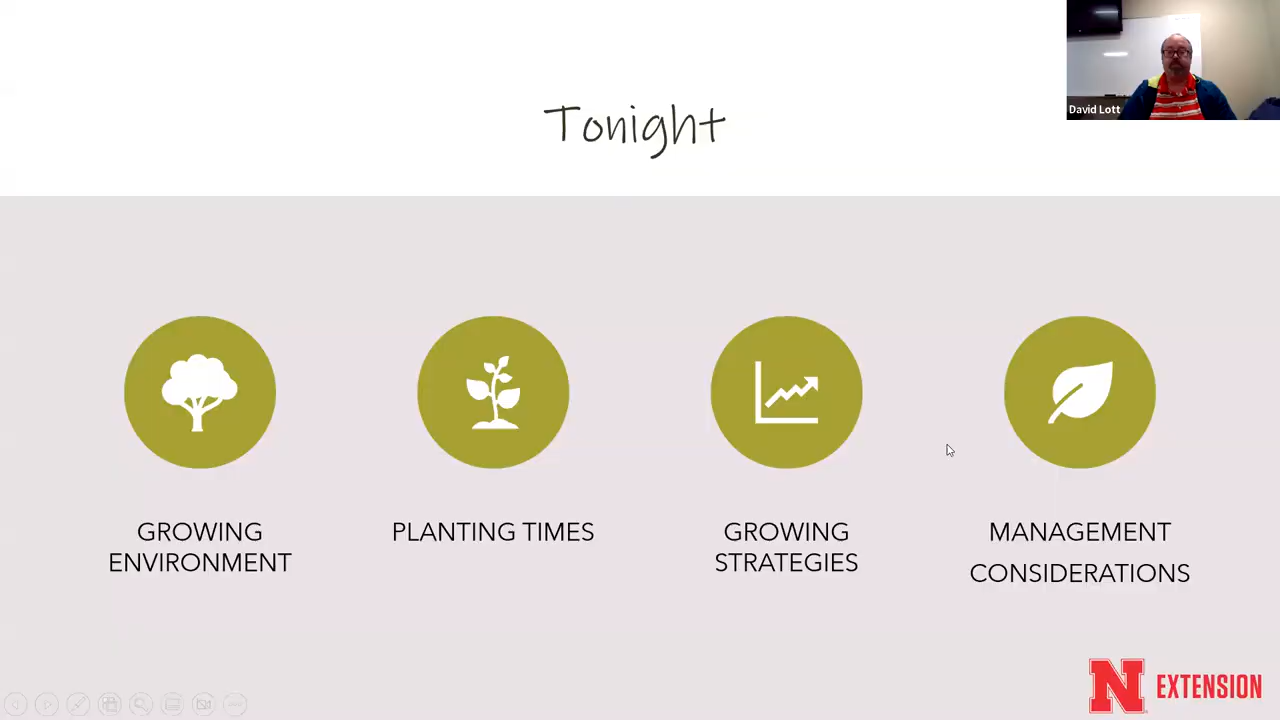 David Lott
Tonight
GROWING
ENVIRONMENT
PLANTING TIMES
GROWING
STRATEGIES
MANAGEMENT
CONSIDERATIONS
N EXTENSION